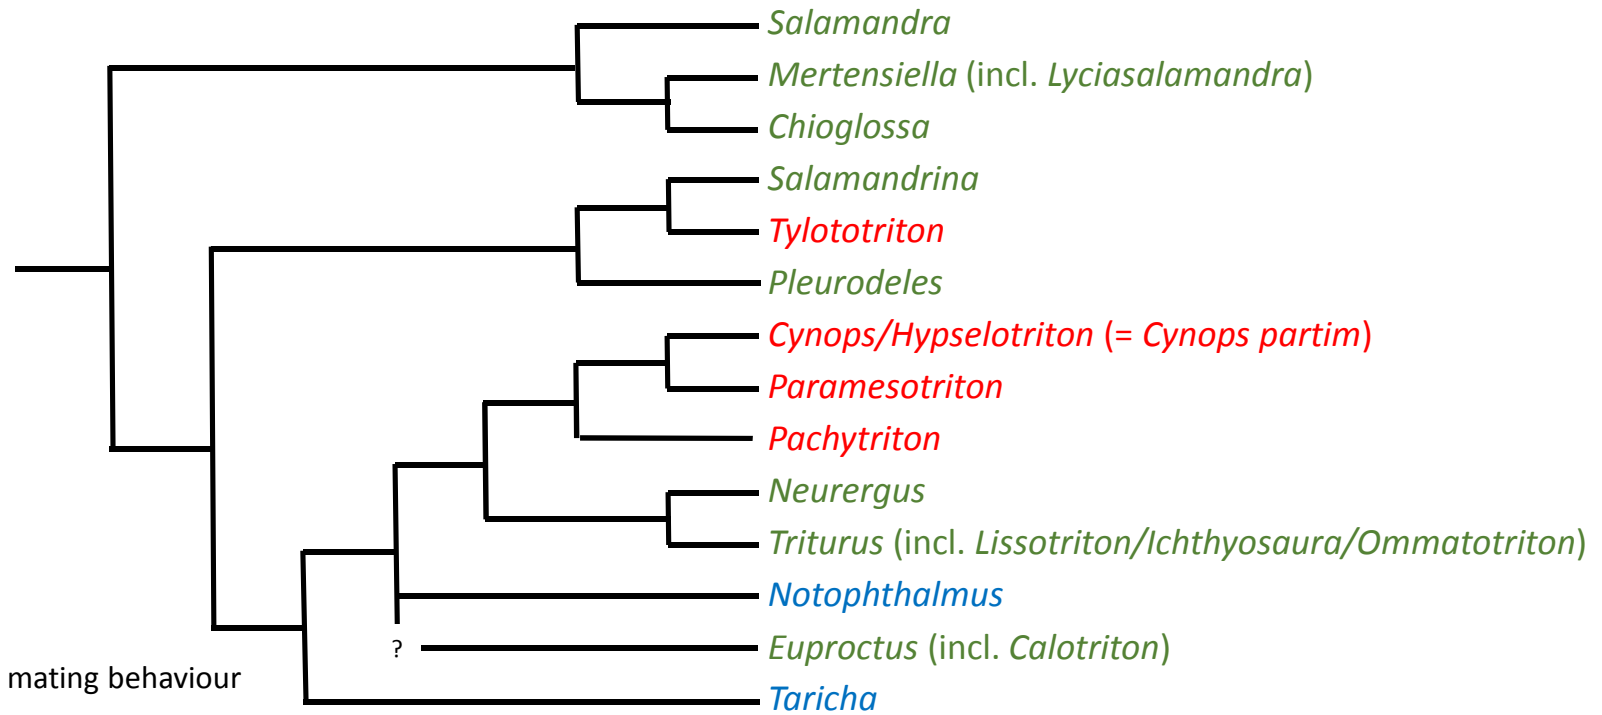 Salamandra
Mertensiella (incl. Lyciasalamandra)
Chioglossa
Salamandrina
Tylototriton
Pleurodeles
Cynops/Hypselotriton (= Cynops partim)
Paramesotriton
Pachytriton
Neurergus
Triturus (incl. Lissotriton/Ichthyosaura/Ommatotriton)
Notophthalmus
? Euproctus (incl. Calotriton)
mating behaviour
Taricha